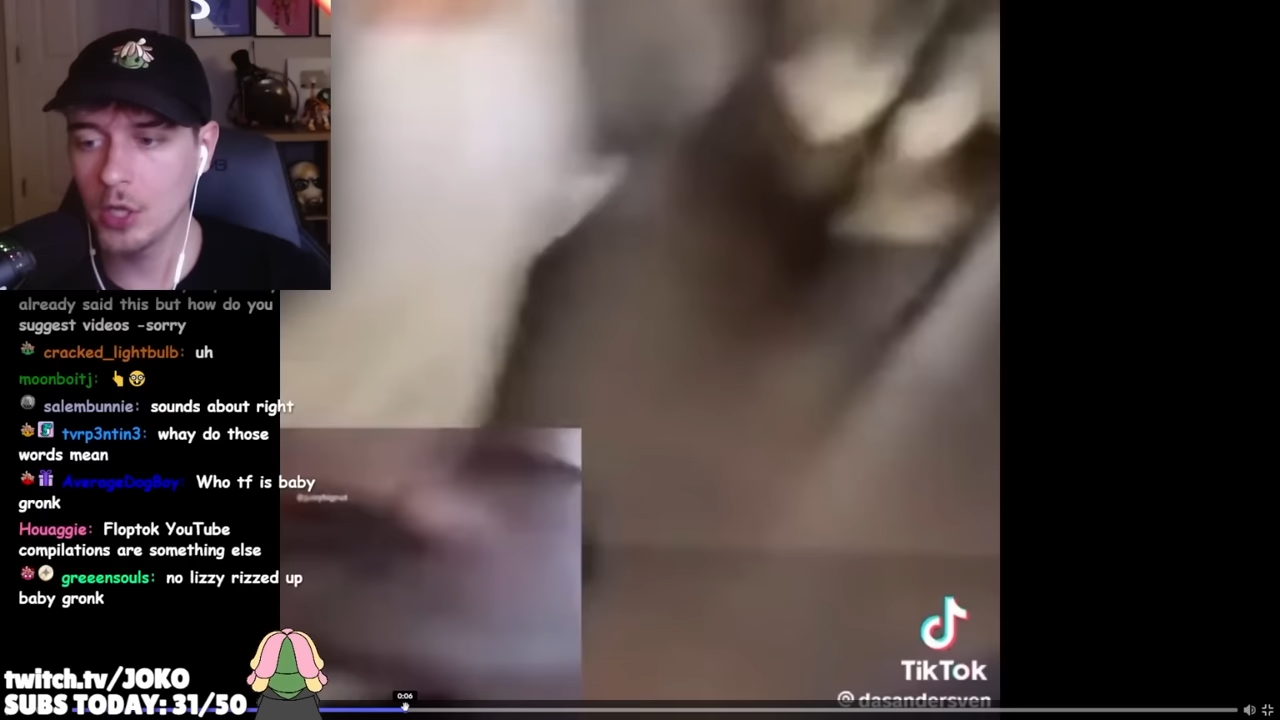 already said this but how do you
suggest videos -sorry
cracked_lightbulb: uh
moonboitj: 👆🤓
salembunnie: sounds about right
tvrp3ntin3: whay do those
words mean
AverageDogBoy: Who tf is baby
gronk
Houaggie: Floptok YouTube
compilations are something else
greeensouls: no lizzy rizzed up
baby gronk
twitch.tv/JOKO
SUBS TODAY: 31/50
0:06
TikTok
@dasandersven